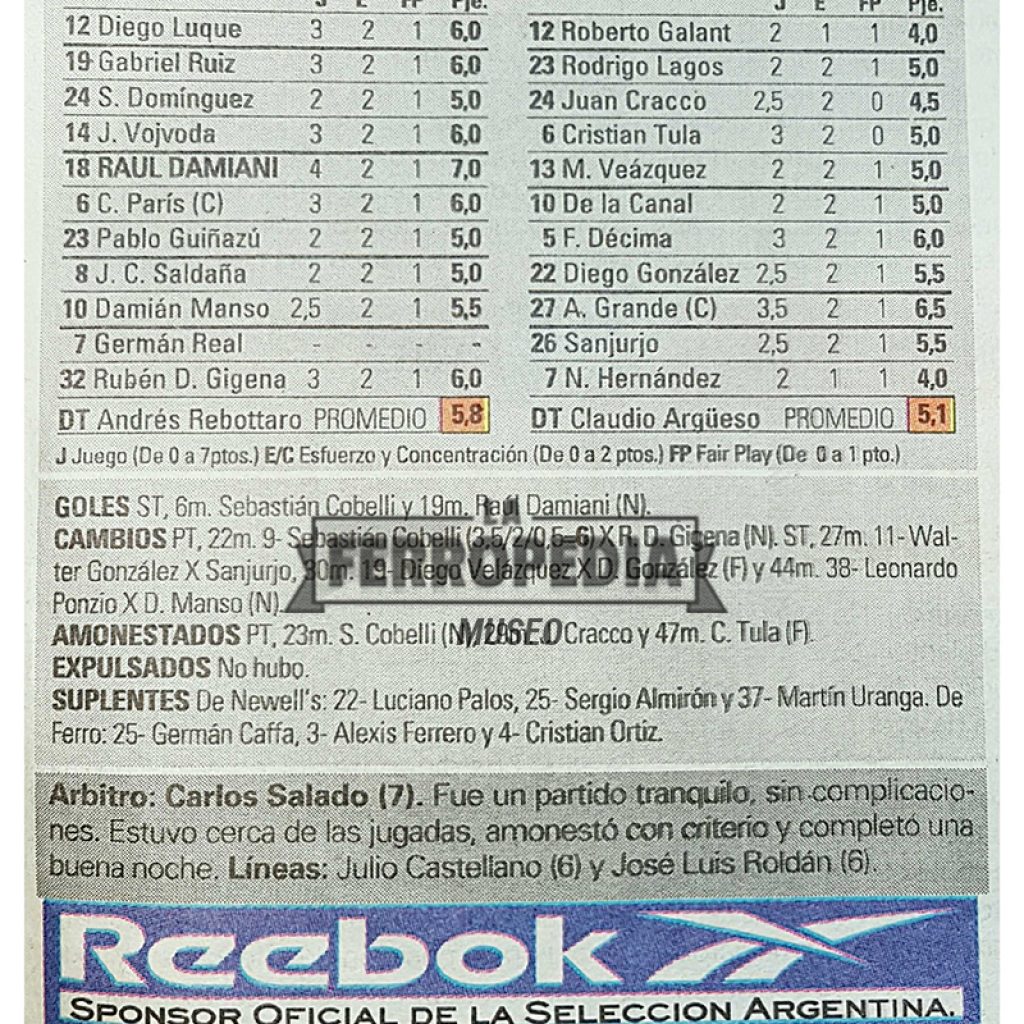 J E FP Pje.
12 Diego Luque 3 2 1 6,0
19 Gabriel Ruiz 3 2 1 6,0
24 S. Domínguez 2 2 1 5,0
14 J. Vojvoda 3 2 1 6,0
18 RAUL DAMIANI 4 2 1 7,0
6 C. París (C) 3 2 1 6,0
23 Pablo Guiñazú 2 2 1 5,0
8 J. C. Saldaña 2 2 1 5,0
10 Damián Manso 2,5 2 1 5,5
7 Germán Real - - - -
32 Rubén D. Gigena 3 2 1 6,0
DT Andrés Rebottaro PROMEDIO 5,8
J E FP Pje.
12 Roberto Galant 2 1 1 4,0
23 Rodrigo Lagos 2 2 1 5,0
24 Juan Cracco 2,5 2 0 4,5
6 Cristian Tula 3 2 0 5,0
13 M. Veázquez 2 2 1 5,0
10 De la Canal 2 2 1 5,0
5 F. Décima 3 2 1 6,0
22 Diego González 2,5 2 1 5,5
27 A. Grande (C) 3,5 2 1 6,5
26 Sanjurjo 2,5 2 1 5,5
7 N. Hernández 2 1 1 4,0
DT Claudio Argüeso PROMEDIO 5,1
J Juego (De 0 a 7ptos.) E/C Esfuerzo y Concentración (De 0 a 2 ptos.) FP Fair Play (De 0 a 1 pto.)
GOLES ST, 6m. Sebastián Cobelli y 19m. Raúl Damiani (N).
CAMBIOS PT, 22m. 9- Sebastián Cobelli (3,5/2/0,5=6) X R. D. Gigena (N). ST, 27m. 11- Wal-
ter González X Sanjurjo, 30m. 19- Diego Velázquez X D. González (F) y 44m. 38- Leonardo
Ponzio X D. Manso (N).
AMONESTADOS PT, 23m. S. Cobelli (N), 29m. J. Cracco y 47m. C. Tula (F).
EXPULSADOS No hubo.
SUPLENTES De Newell's: 22- Luciano Palos, 25- Sergio Almirón y 37- Martín Uranga. De
Ferro: 25- Germán Caffa, 3- Alexis Ferrero y 4- Cristian Ortiz.
LA
FERROPEDIA
MUSEO
Arbitro: Carlos Salado (7). Fue un partido tranquilo, sin complicacio-
nes. Estuvo cerca de las jugadas, amonestó con criterio y completó una
buena noche. Líneas: Julio Castellano (6) y José Luis Roldán (6).
Reebok
SPONSOR OFICIAL DE LA SELECCION ARGENTINA.